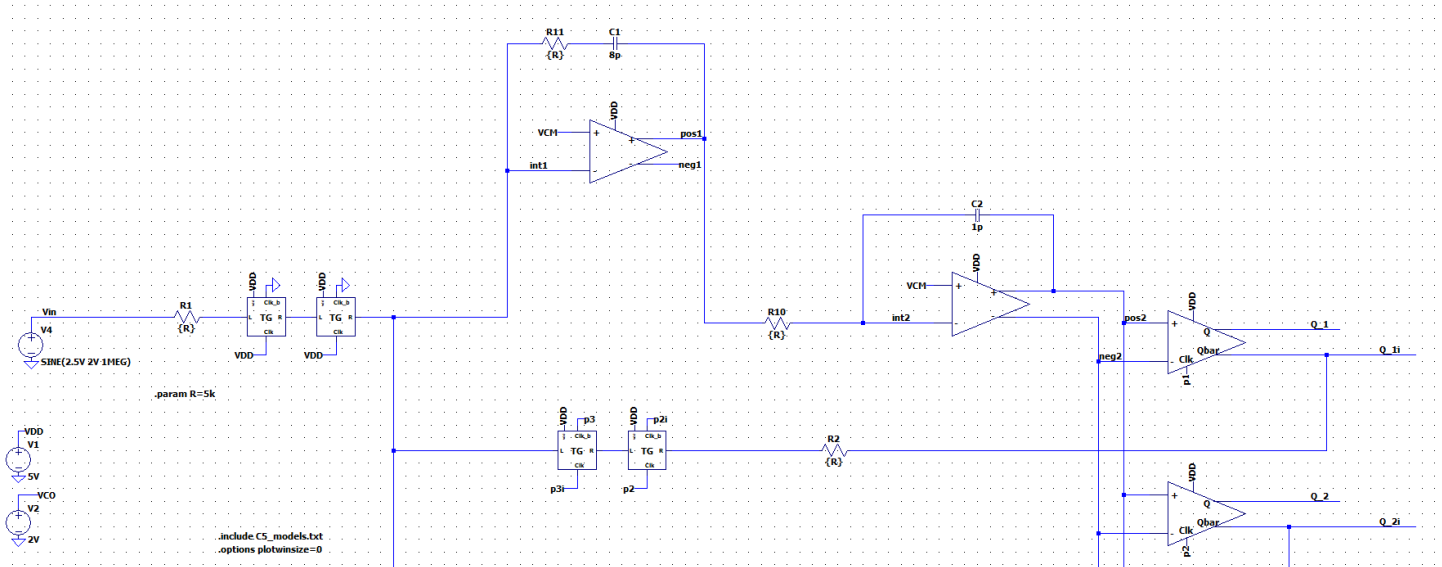 R11 C1
{R} 8p
VDD
VCM + + pos1
- neg1
int1 -
C2
1p
VDD
VCM + +
-
R10 int2 -
{R}
VDD VDD
Clk_b Clk_b
Vin R1 L TG R L TG R
{R} Clk Clk
V4
VDD VDD
SINE(2.5V 2V 1MEG)
VDD
pos2 + Q Q_1
Qbar Q_1i
neg2 - Clk
p1
.param R=5k
VDD p3 VDD p2i
Clk_b Clk_b
L TG R L TG R R2
Clk Clk {R}
p3i p2
VDD
V1
5V
VCO
V2
2V
VDD
+ Q Q_2
Qbar Q_2i
- Clk
p2
.include C5_models.txt
.options plotwinsize=0